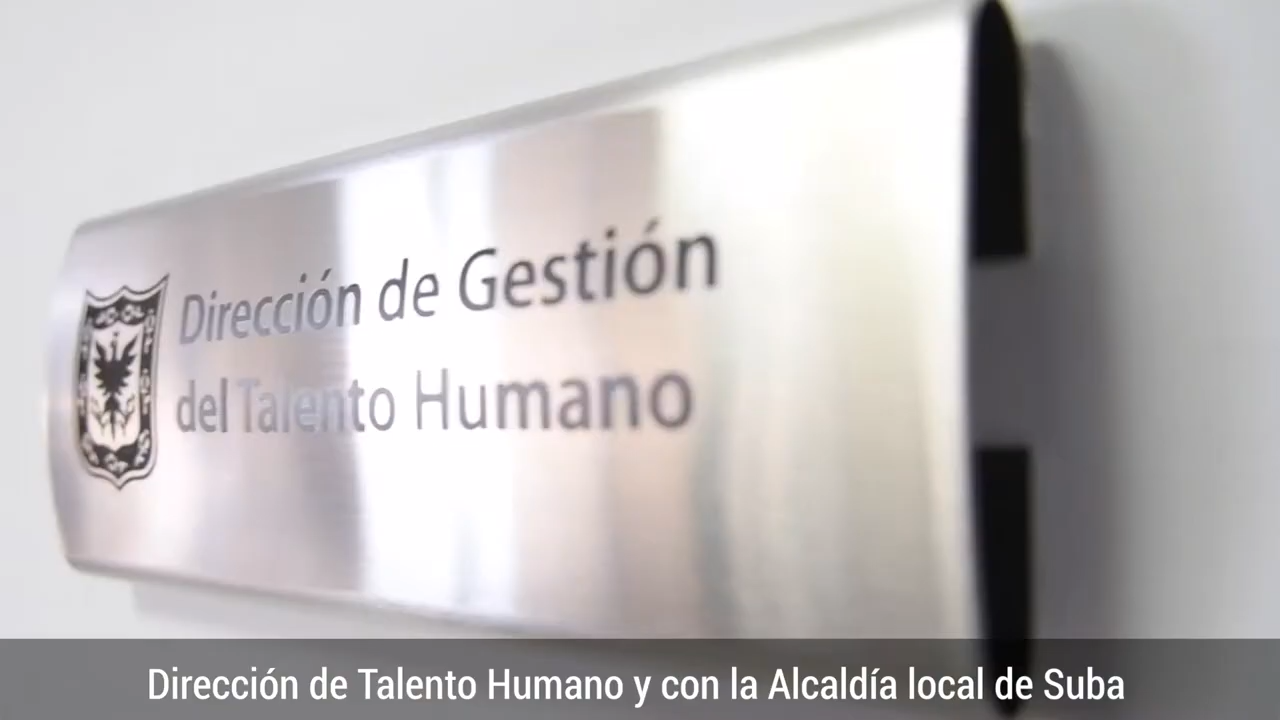 Dirección de Gestión
del Talento Humano
Dirección de Talento Humano y con la Alcaldía local de Suba